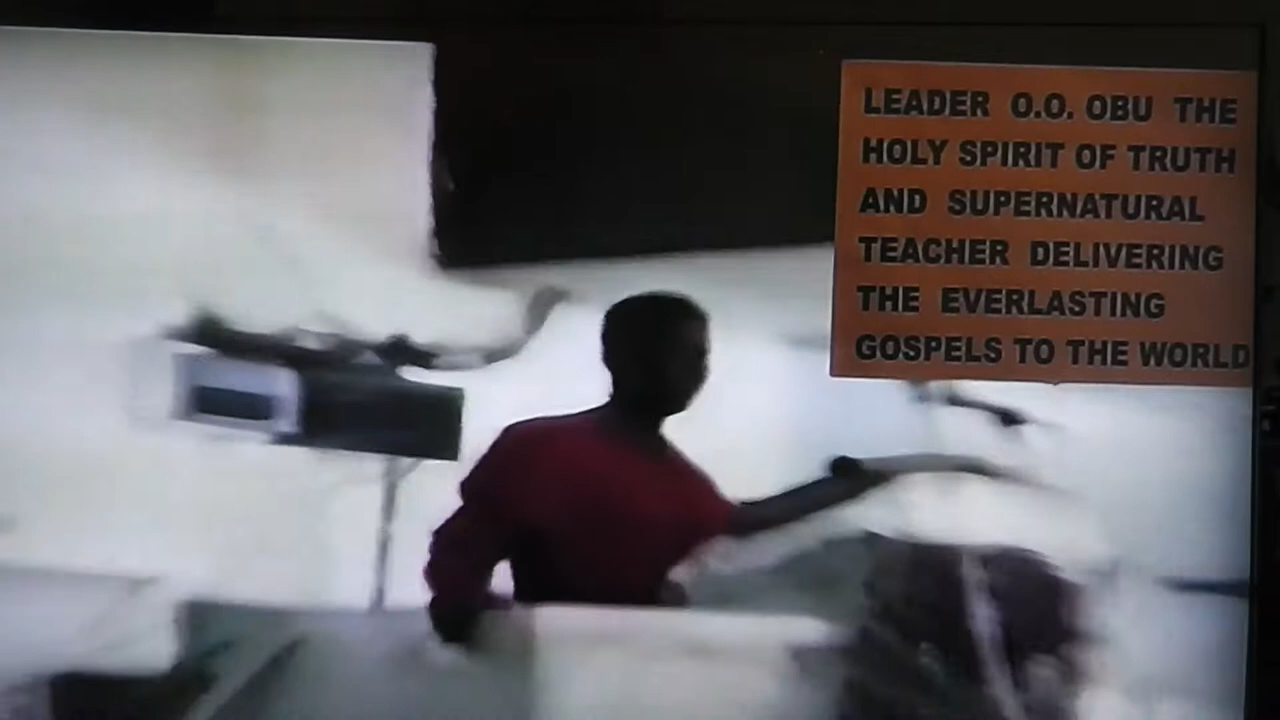 LEADER O.O. OBU THE
HOLY SPIRIT OF TRUTH
AND SUPERNATURAL
TEACHER DELIVERING
THE EVERLASTING
GOSPELS TO THE WORLD